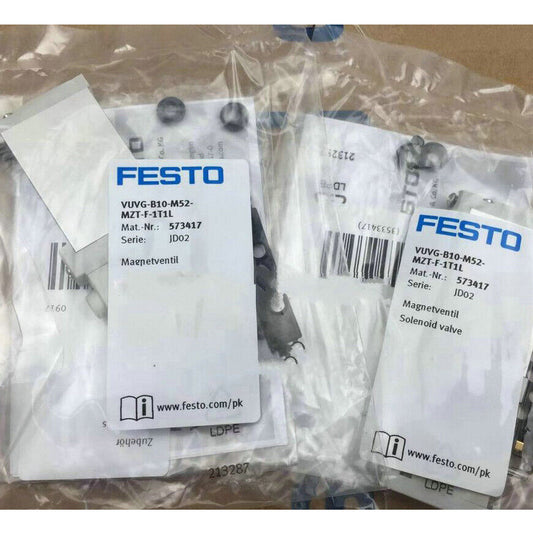 FESTO
VUVG-B10-M52-
MZT-F-1T1L
Mat.-Nr.: 573417
Serie: JD02
Magnetventil
www.festo.com/pk
Zubehör
LDPE
213287
FESTO
VUVG-B10-M52-
MZT-F-1T1L
Mat.-Nr.: 573417
Serie: JD02
Magnetventil
Solenoid valve
www.festo.com/pk
LDPE